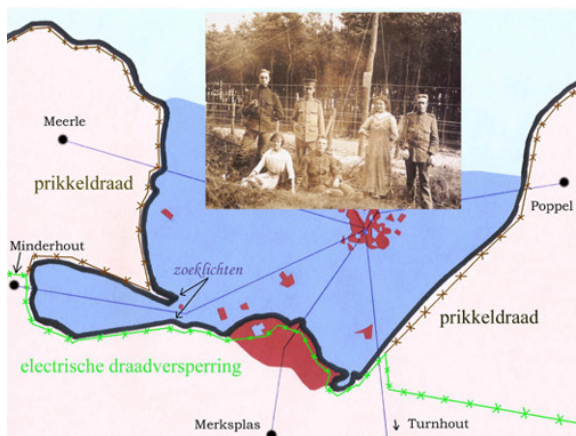 Meerle
prikkeldraad
Poppel
Minderhout
zoeklichten
prikkeldraad
electrische draadversperring
Merksplas
Turnhout